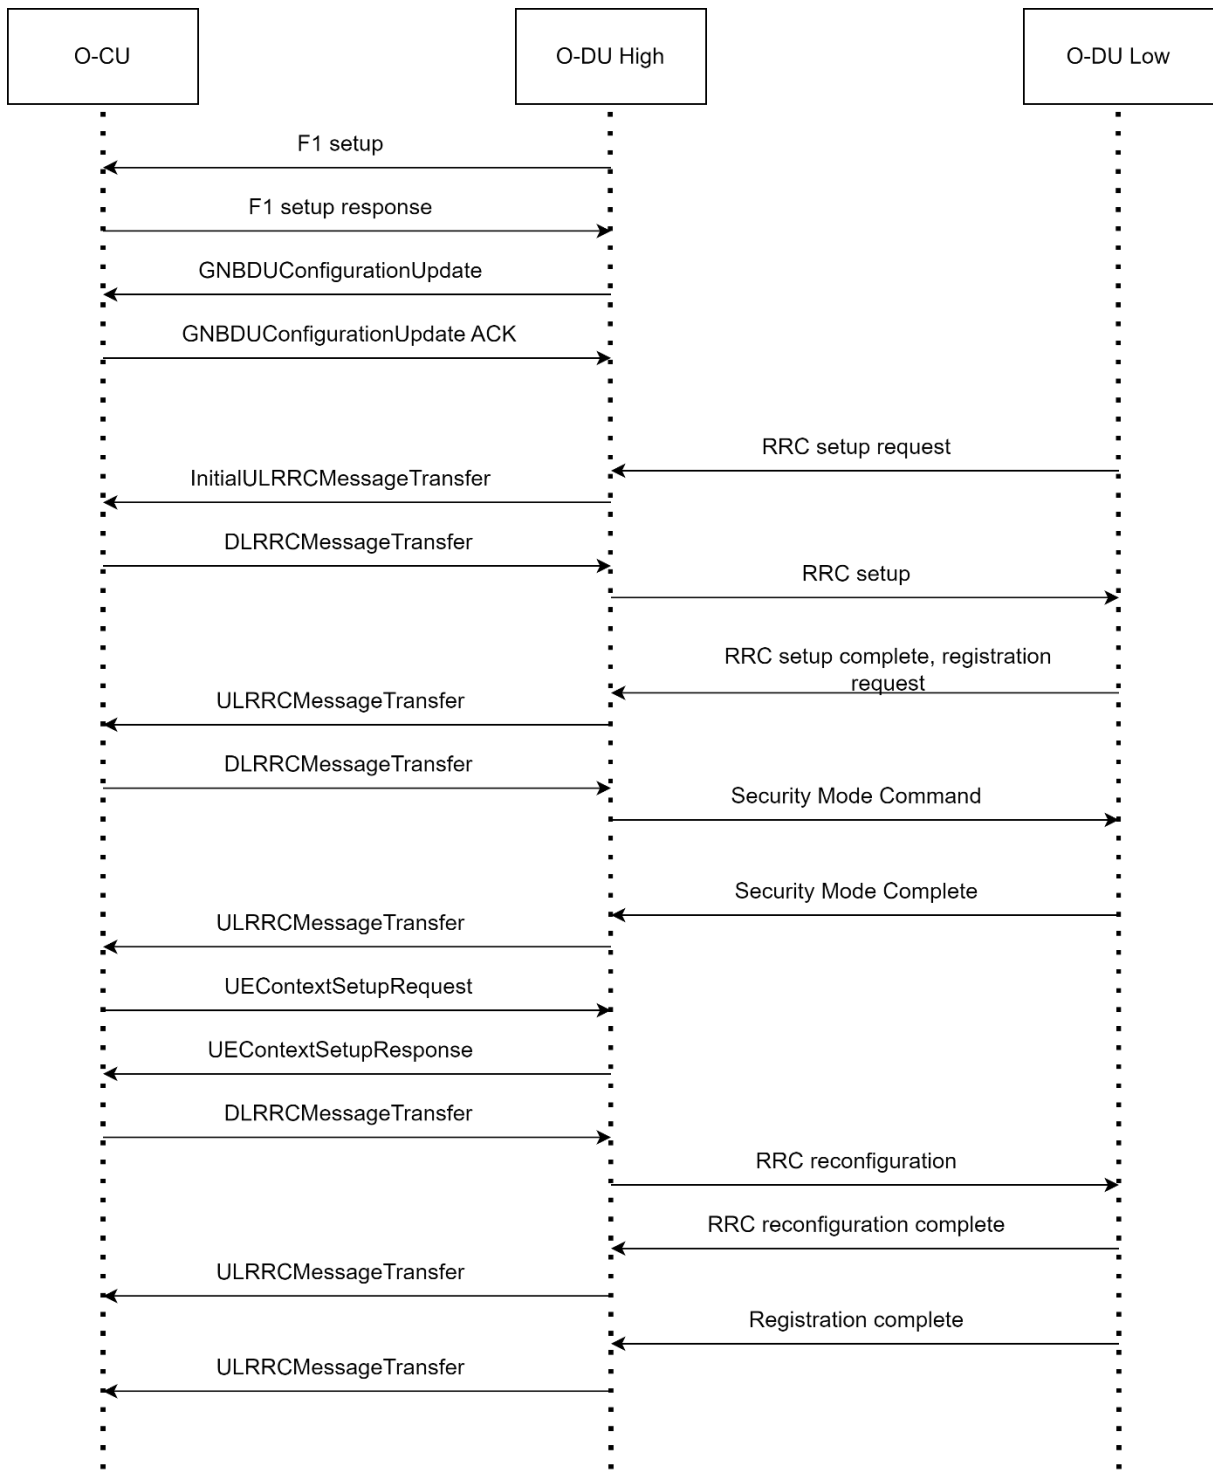 O-CU
O-DU High
O-DU Low
F1 setup
F1 setup response
GNBDUConfigurationUpdate
GNBDUConfigurationUpdate ACK
RRC setup request
InitialULRRCMessageTransfer
DLRRCMessageTransfer
RRC setup
RRC setup complete, registration
request
ULRRCMessageTransfer
DLRRCMessageTransfer
Security Mode Command
Security Mode Complete
ULRRCMessageTransfer
UEContextSetupRequest
UEContextSetupResponse
DLRRCMessageTransfer
RRC reconfiguration
RRC reconfiguration complete
ULRRCMessageTransfer
Registration complete
ULRRCMessageTransfer